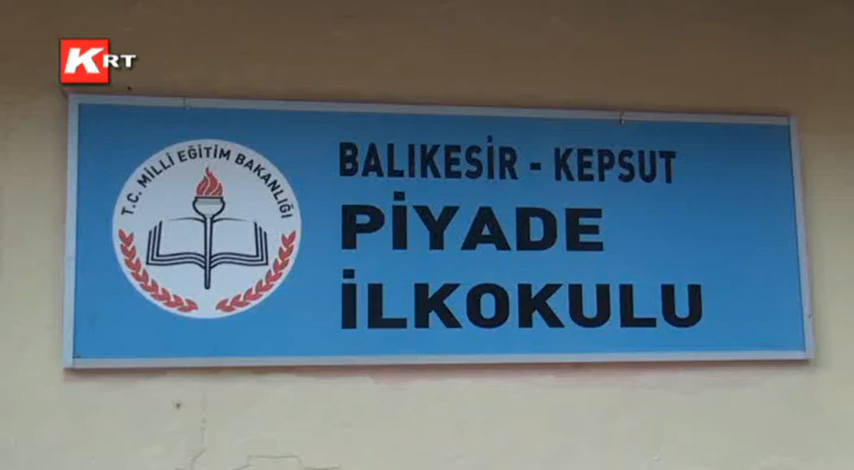 KRT
T.C. MİLLİ EĞİTİM BAKANLIĞI
BALIKESİR - KEPSUT
PİYADE
İLKOKULU